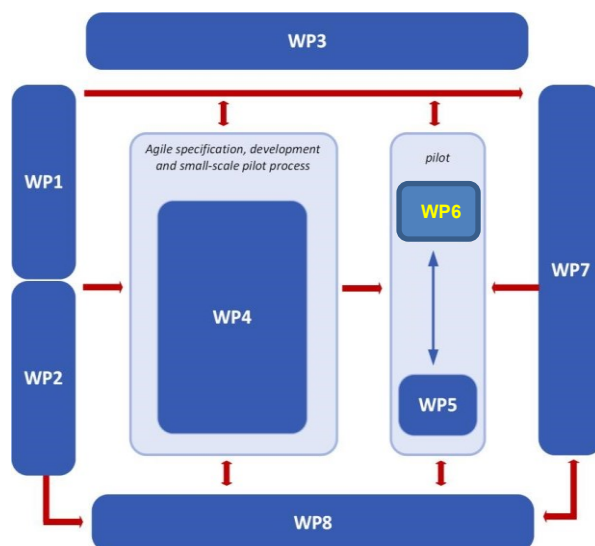 WP3
WP1
Agile specification, development
and small-scale pilot process
pilot
WP6
WP7
WP4
WP2
WP5
WP8